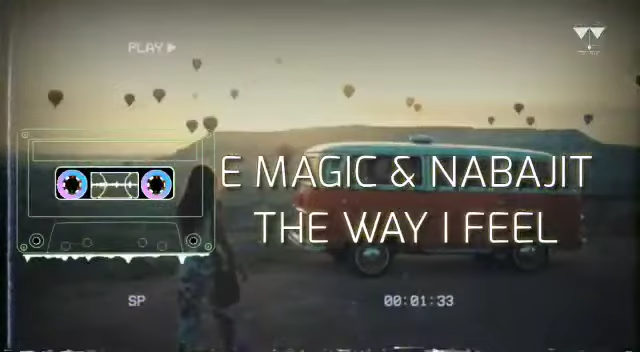 PLAY
E MAGIC & NABAJIT
THE WAY I FEEL
SP
00:01:33